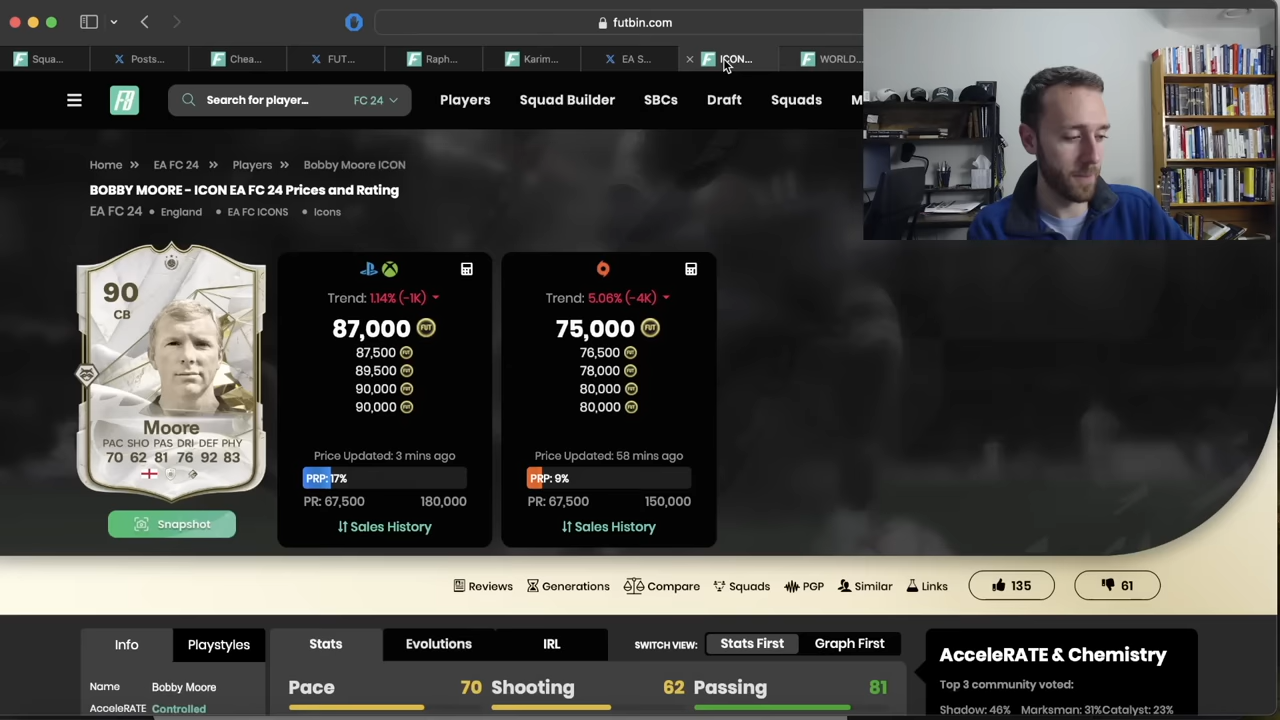 futbin.com
Squa...
Posts...
Chea...
FUT...
Raph...
Karim...
EA S...
ICON...
WORLD...
FB
Search for player...
FC 24
Players
Squad Builder
SBCs
Draft
Squads
M
Home >> EA FC 24 >> Players >> Bobby Moore ICON
BOBBY MOORE - ICON EA FC 24 Prices and Rating
EA FC 24 • England • EA FC ICONS • Icons
90
CB
Moore
PAC SHO PAS DRI DEF PHY
70 62 81 76 92 83
Snapshot
Trend: 1.14% (-1K)
87,000
87,500
89,500
90,000
90,000
Price Updated: 3 mins ago
PRP: 17%
PR: 67,500 180,000
Sales History
Trend: 5.06% (-4K)
75,000
76,500
78,000
80,000
80,000
Price Updated: 58 mins ago
PRP: 9%
PR: 67,500 150,000
Sales History
Reviews
Generations
Compare
Squads
PGP
Similar
Links
135
61
Info
Playstyles
Stats
Evolutions
IRL
SWITCH VIEW:
Stats First
Graph First
Name Bobby Moore
AcceleRATE Controlled
Pace 70
Shooting 62
Passing 81
AcceleRATE & Chemistry
Top 3 community voted:
Shadow: 46% Marksman: 31% Catalyst: 23%